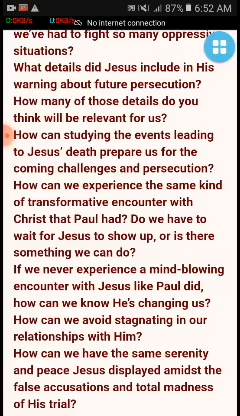 81% 6:52 AM
0:0KB/s U:0KB/s No internet connection
we've had to fight so many oppressive
situations?
What details did Jesus include in His
warning about future persecution?
How many of those details do you
think will be relevant for us?
How can studying the events leading
to Jesus' death prepare us for the
coming challenges and persecution?
How can we experience the same kind
of transformative encounter with
Christ that Paul had? Do we have to
wait for Jesus to show up, or is there
something we can do?
If we never experience a mind-blowing
encounter with Jesus like Paul did,
how can we know He's changing us?
How can we avoid stagnating in our
relationships with Him?
How can we have the same serenity
and peace Jesus displayed amidst the
false accusations and total madness
of His trial?